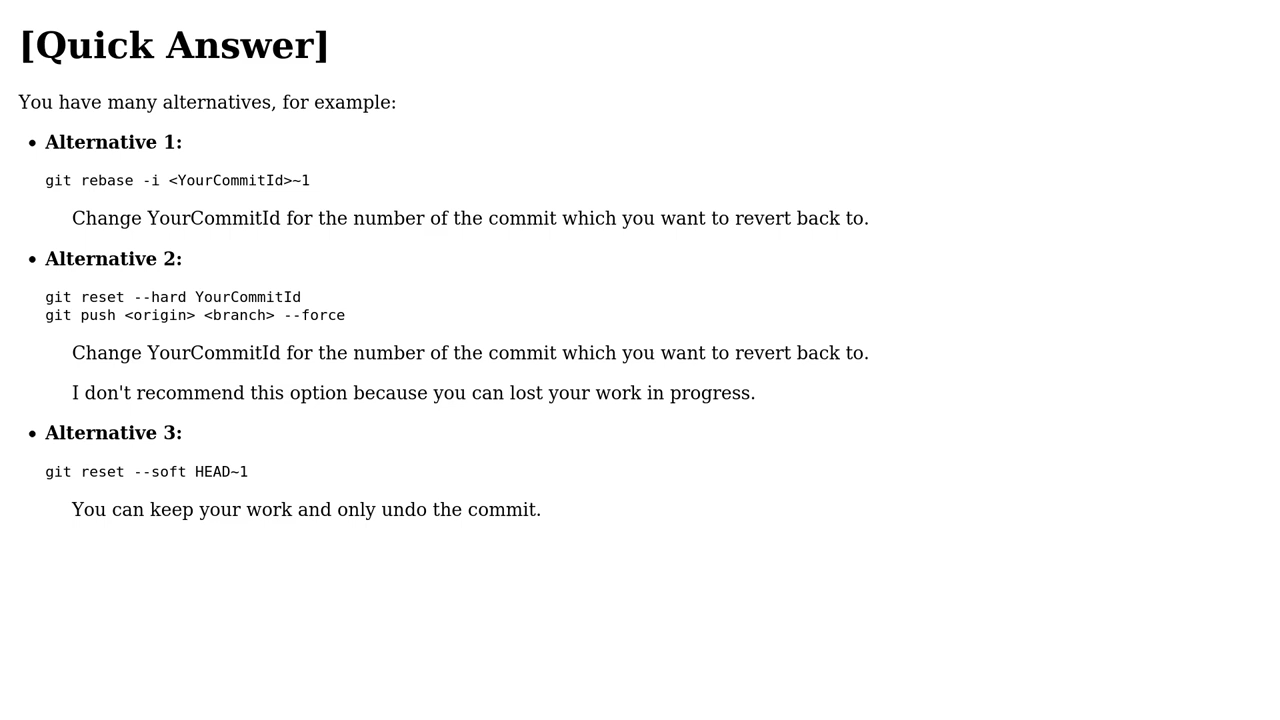 [Quick Answer]
You have many alternatives, for example:
• Alternative 1:
git rebase -i <YourCommitId>~1
Change YourCommitId for the number of the commit which you want to revert back to.
• Alternative 2:
git reset --hard YourCommitId
git push <origin> <branch> --force
Change YourCommitId for the number of the commit which you want to revert back to.
I don't recommend this option because you can lost your work in progress.
• Alternative 3:
git reset --soft HEAD~1
You can keep your work and only undo the commit.